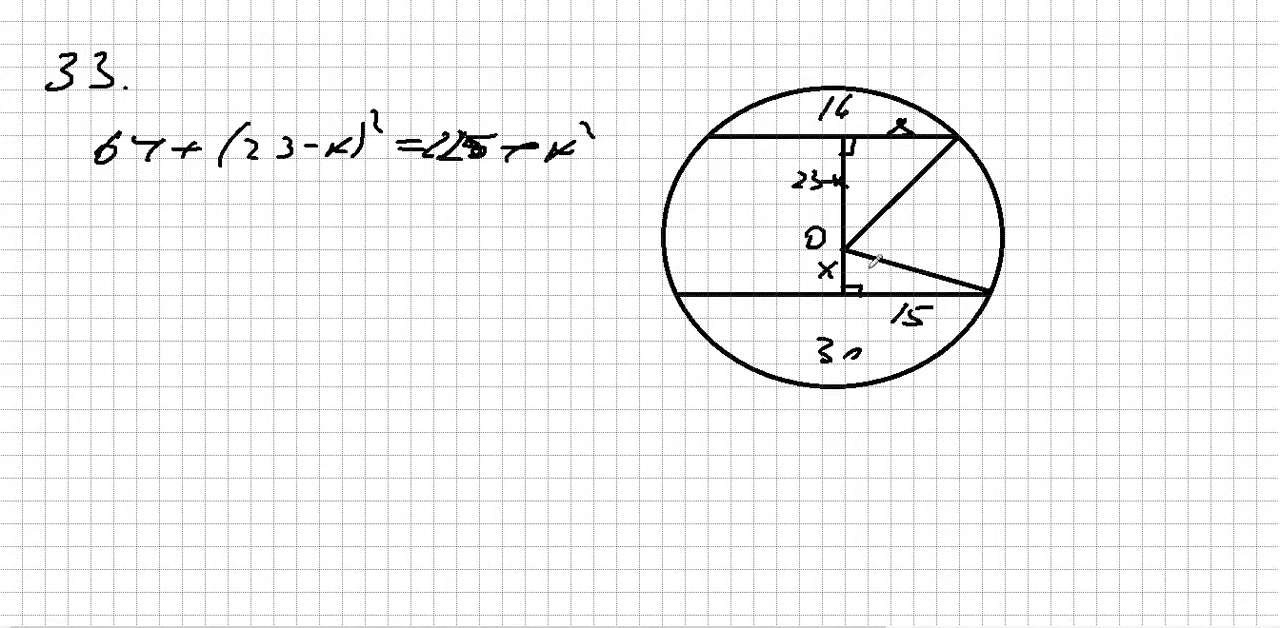 33.
64+(23-x)²=225+x²
16
8
23-x
O
x
15
30